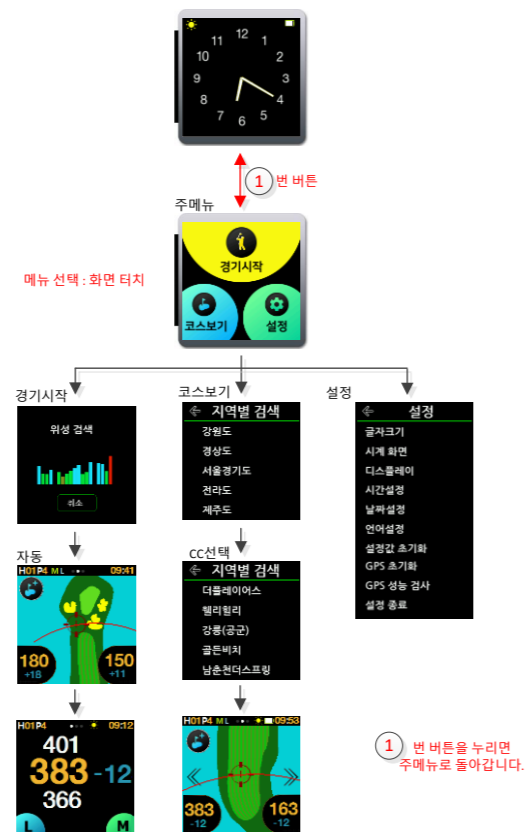 12
11
1
10
2
9
3
8
4
7
5
6
1 번 버튼
주메뉴
메뉴 선택 : 화면 터치
경기시작
코스보기
설정
경기시작
위성 검색
취소
자동
H01P4 M L 09:41
180
+18
150
+11
H01P4 09:12
401
383 -12
366
L
M
코스보기
지역별 검색
강원도
경상도
서울경기도
전라도
제주도
cc선택
지역별 검색
더플레이어스
웰리힐리
강릉(공군)
골든비치
남춘천더스프링
H01P4 M L 09:53
383
-12
163
-12
설정
설정
글자크기
시계 화면
디스플레이
시간설정
날짜설정
언어설정
설정값 초기화
GPS 초기화
GPS 성능 검사
설정 종료
1 번 버튼을 누리면
주메뉴로 돌아갑니다.